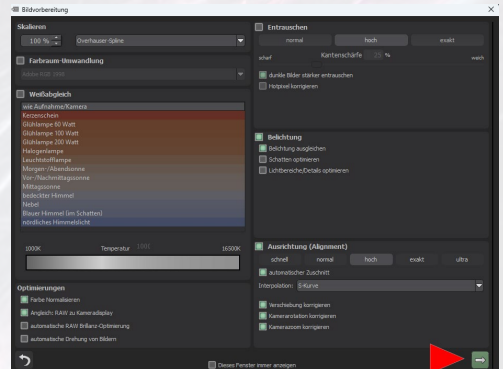 Bildvorbereitung
Skalieren
100 %
Overhauser-Spline
Farbraum-Umwandlung
Adobe RGB 1998
Weißabgleich
wie Aufnahme/Kamera
Kerzenschein
Glühlampe 60 Watt
Glühlampe 100 Watt
Glühlampe 200 Watt
Halogenlampe
Leuchtstofflampe
Morgen-/Abendsonne
Vor-/Nachmittagssonne
Mittagssonne
bedeckter Himmel
Nebel
Blauer Himmel (im Schatten)
nördliches Himmelslicht
1000K
Temperatur
16500K
Optimierungen
Farbe Normalisieren
Angleich: RAW zu Kameradisplay
automatische RAW Brillanz-Optimierung
automatische Drehung von Bildern
Entrauschen
normal
hoch
exakt
scharf
Kantenschärfe
25 %
weich
dunkle Bilder stärker entrauschen
Hotpixel korrigieren
Belichtung
Belichtung ausgleichen
Schatten optimieren
Lichtbereiche/Details optimieren
Ausrichtung (Alignment)
schnell
normal
hoch
exakt
ultra
automatischer Zuschnitt
Interpolation:
S-Kurve
Verschiebung korrigieren
Kamerarotation korrigieren
Kamerazoom korrigieren
Dieses Fenster immer anzeigen